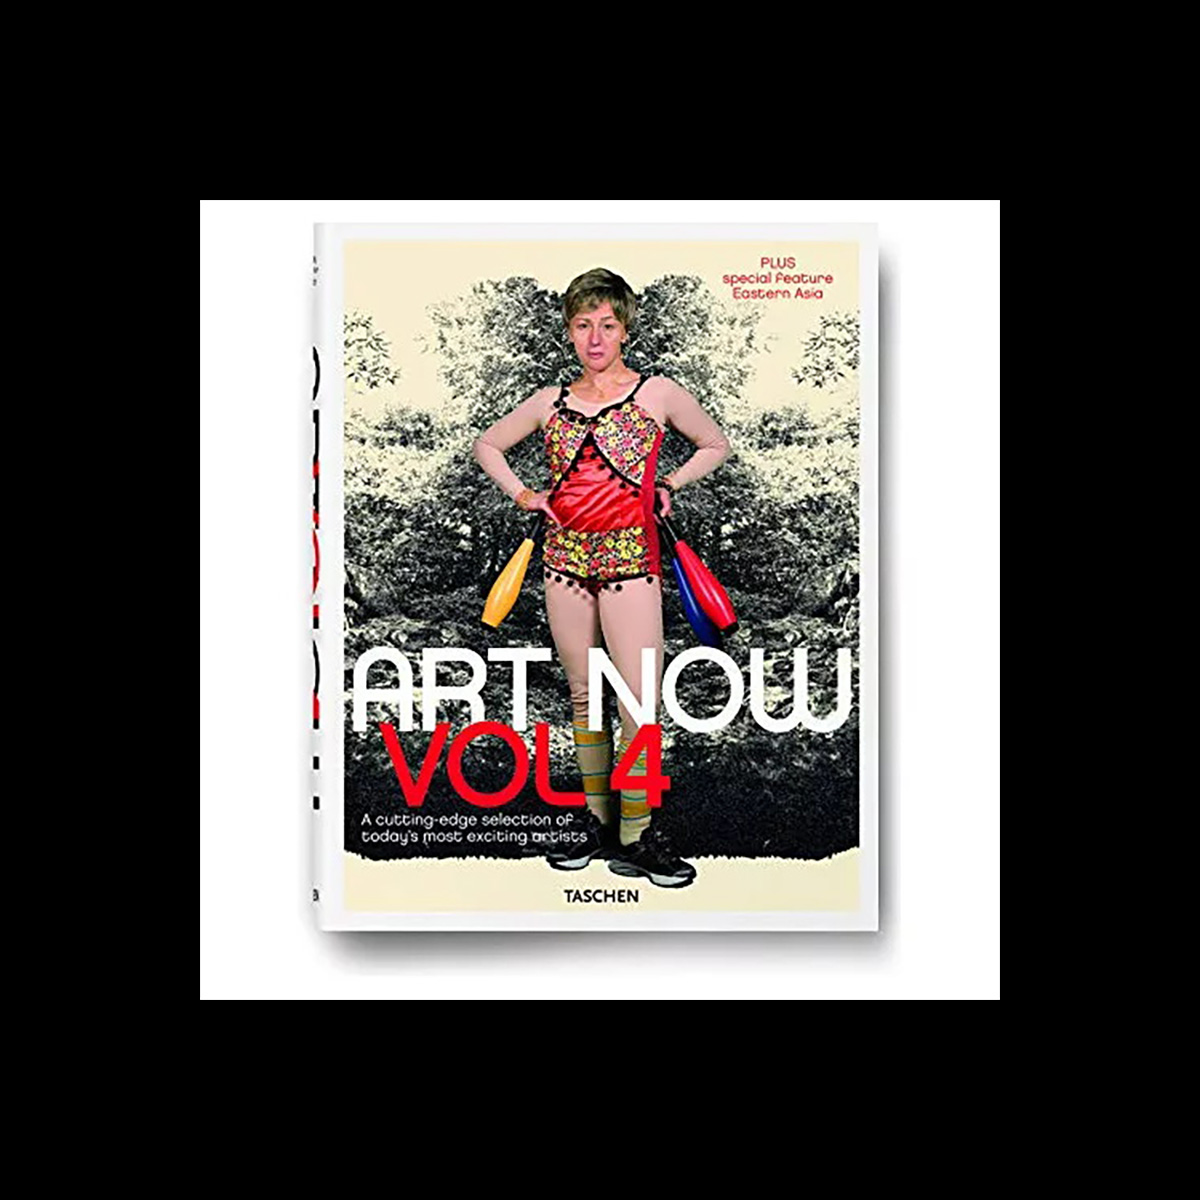 PLUS
special feature
Eastern Asia
ART NOW
VOL 4
A cutting-edge selection of
today's most exciting artists
TASCHEN